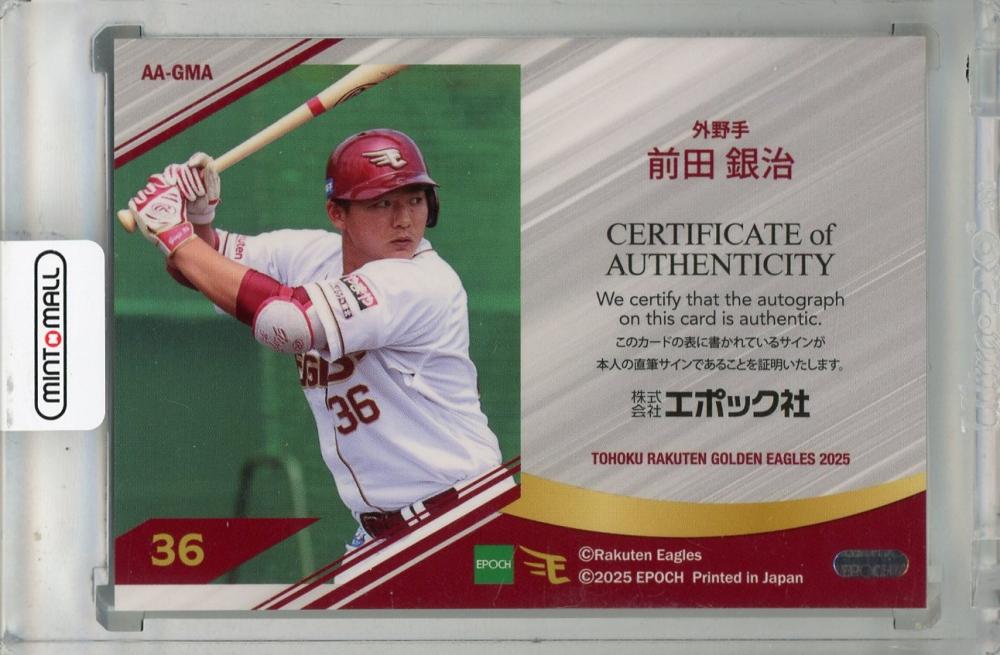 AA-GMA
外野手
前田 銀治
CERTIFICATE of
AUTHENTICITY
We certify that the autograph
on this card is authentic.
このカードの表に書かれているサインが
本人の直筆サインであることを証明いたします。
株式会社 エポック社
TOHOKU RAKUTEN GOLDEN EAGLES 2025
36
36
EPOCH
©Rakuten Eagles
©2025 EPOCH Printed in Japan
MINT MALL